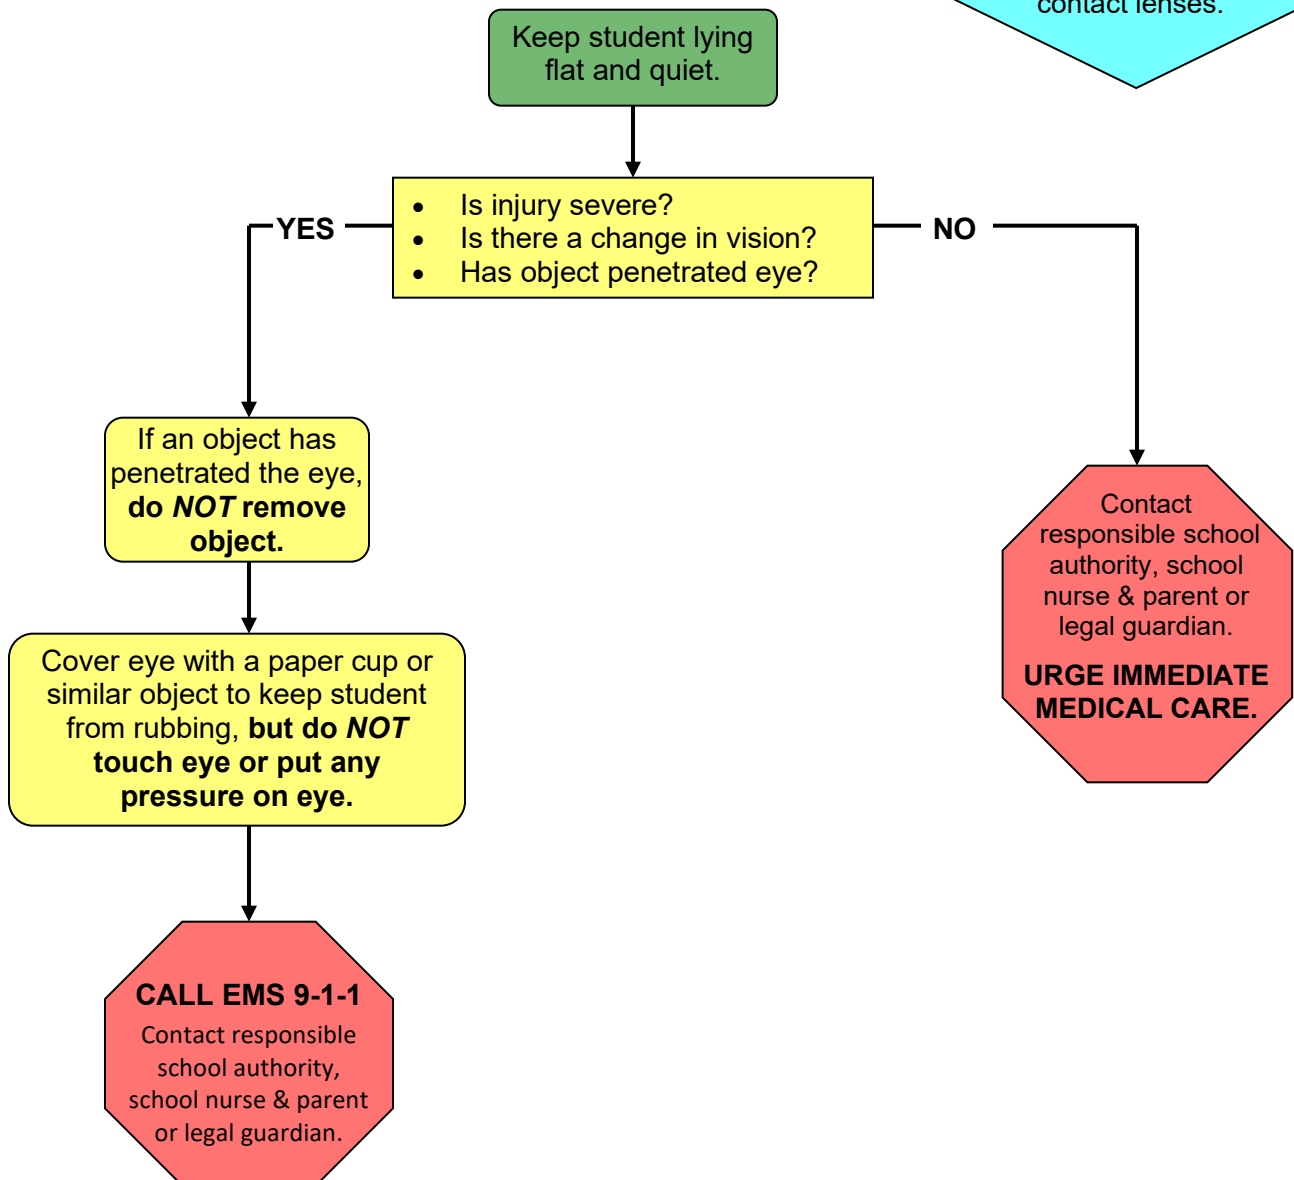 contact lenses.
Keep student lying
flat and quiet.
• Is injury severe?
• Is there a change in vision?
• Has object penetrated eye?
YES
NO
If an object has
penetrated the eye,
do NOT remove
object.
Cover eye with a paper cup or
similar object to keep student
from rubbing, but do NOT
touch eye or put any
pressure on eye.
CALL EMS 9-1-1
Contact responsible
school authority,
school nurse & parent
or legal guardian.
Contact
responsible school
authority, school
nurse & parent or
legal guardian.
URGE IMMEDIATE
MEDICAL CARE.